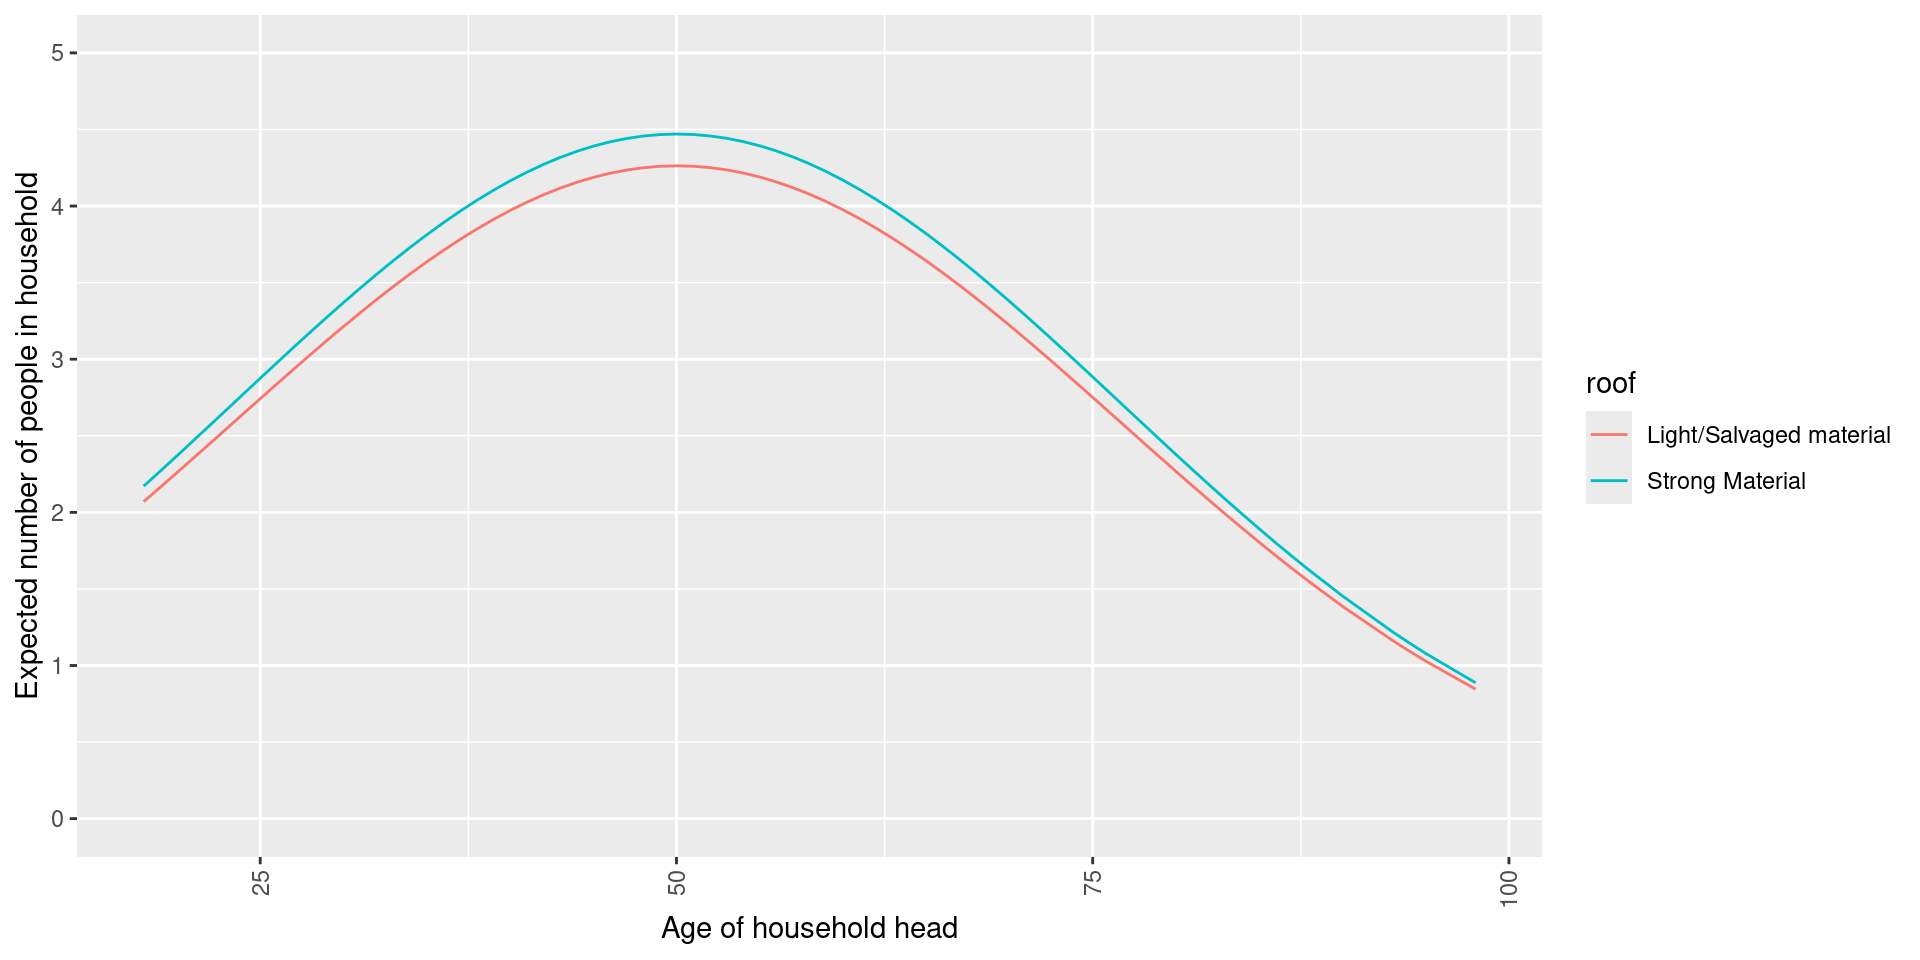 Expected number of people in household
5
4
3
2
1
0
25
50
75
100
Age of household head
roof
Light/Salvaged material
Strong Material